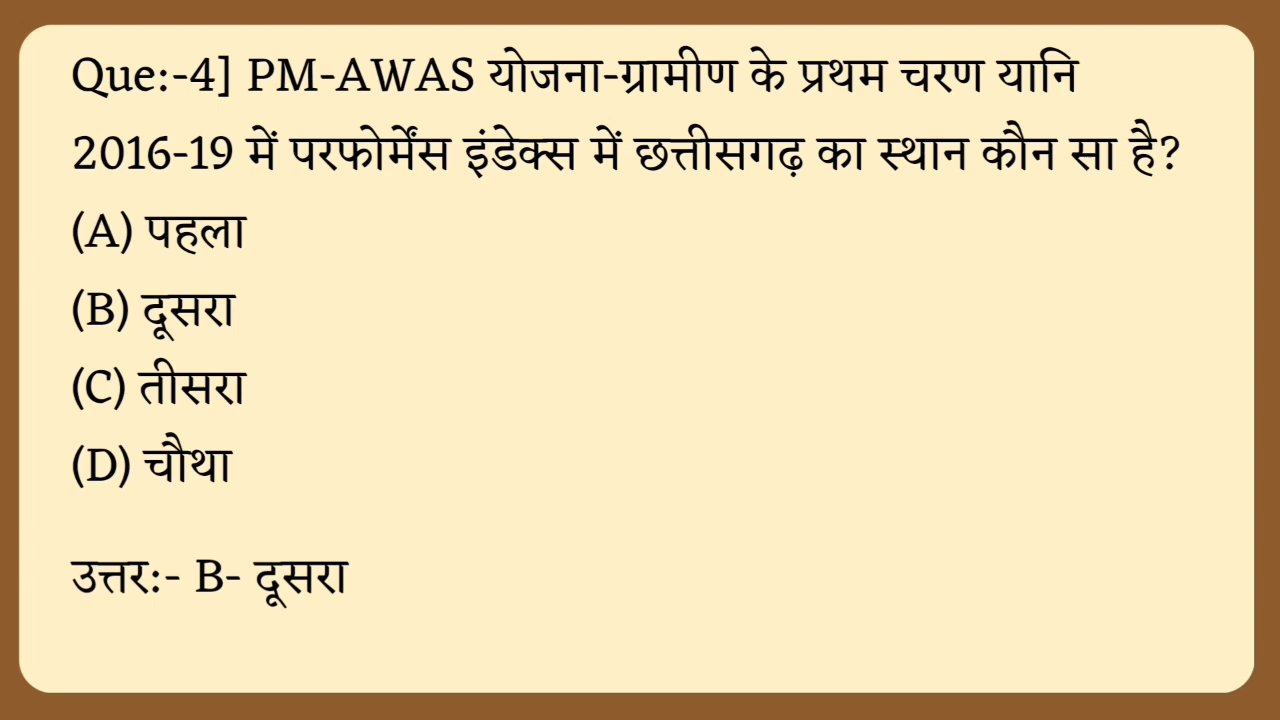 Que:-4] PM-AWAS योजना-ग्रामीण के प्रथम चरण यानि
2016-19 में परफोर्मेंस इंडेक्स में छत्तीसगढ़ का स्थान कौन सा है?
(A) पहला
(B) दूसरा
(C) तीसरा
(D) चौथा
उत्तर:- B- दूसरा